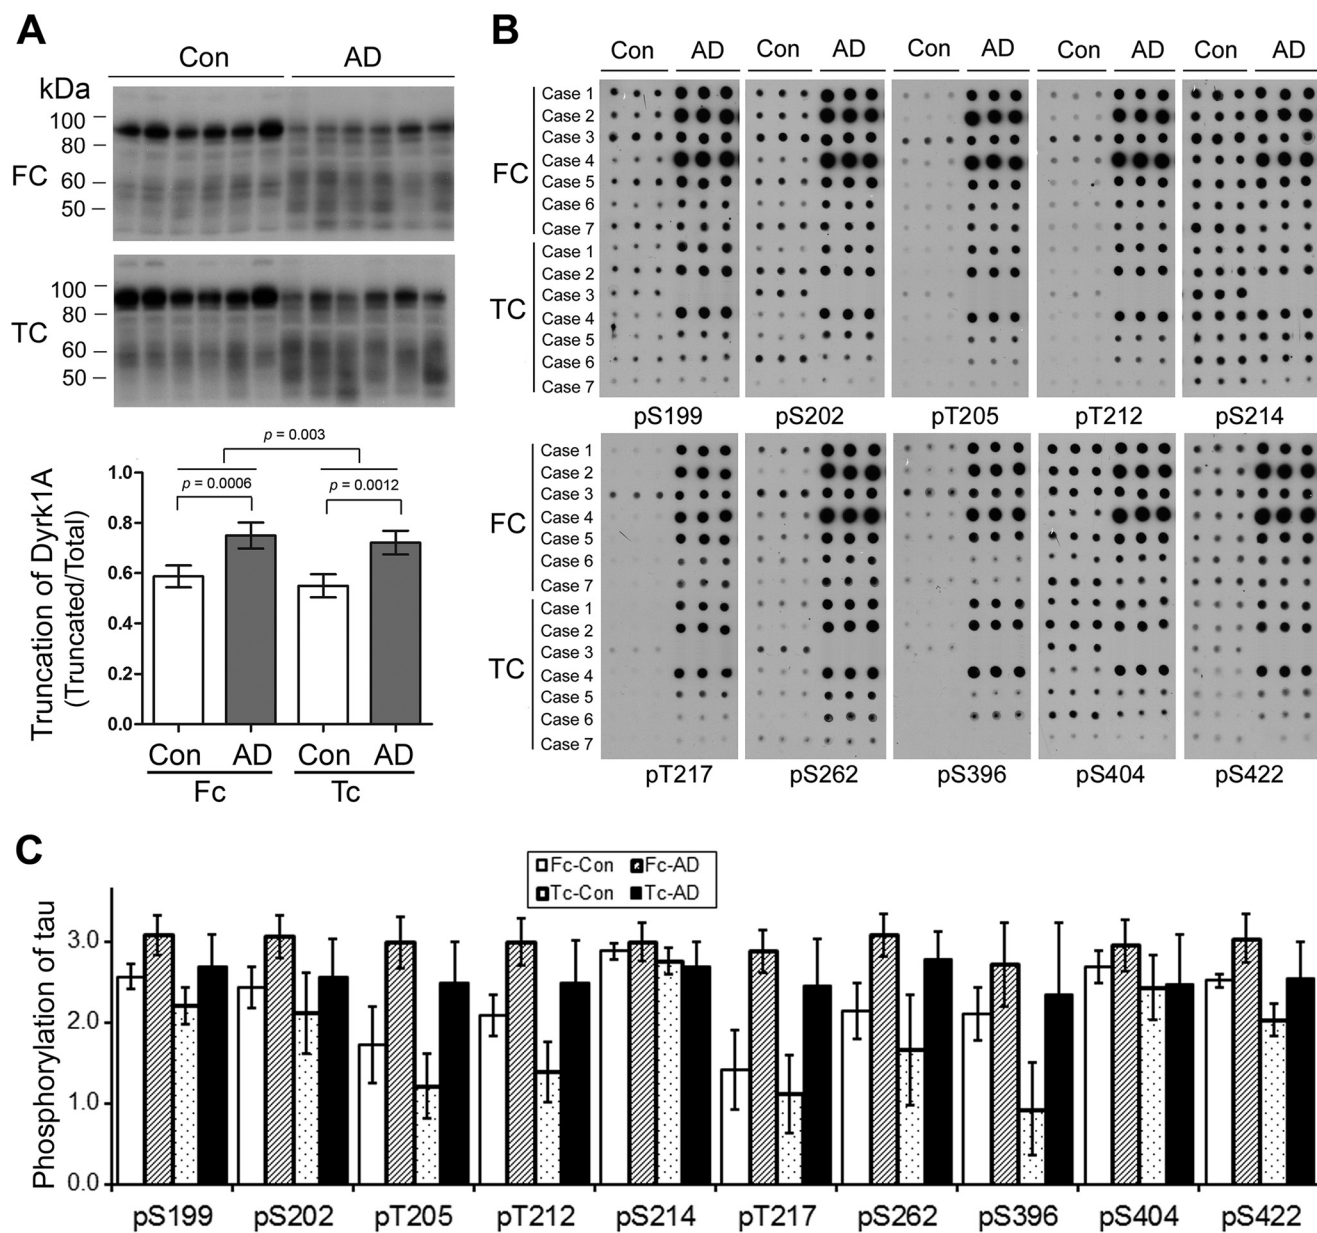 A
Con AD
kDa
100
80
FC
60
50
100
80
TC
60
50
p = 0.003
p = 0.0006
p = 0.0012
Truncation of Dyrk1A
(Truncated/Total)
1.0
0.8
0.6
0.4
0.2
0.0
Con AD Con AD
Fc Tc
B
Con AD Con AD Con AD Con AD Con AD
FC
Case 1
Case 2
Case 3
Case 4
Case 5
Case 6
Case 7
TC
Case 1
Case 2
Case 3
Case 4
Case 5
Case 6
Case 7
pS199 pS202 pT205 pT212 pS214
FC
Case 1
Case 2
Case 3
Case 4
Case 5
Case 6
Case 7
TC
Case 1
Case 2
Case 3
Case 4
Case 5
Case 6
Case 7
pT217 pS262 pS396 pS404 pS422
C
Fc-Con Fc-AD
Tc-Con Tc-AD
Phosphorylation of tau
3.0
2.0
1.0
0.0
pS199 pS202 pT205 pT212 pS214 pT217 pS262 pS396 pS404 pS422